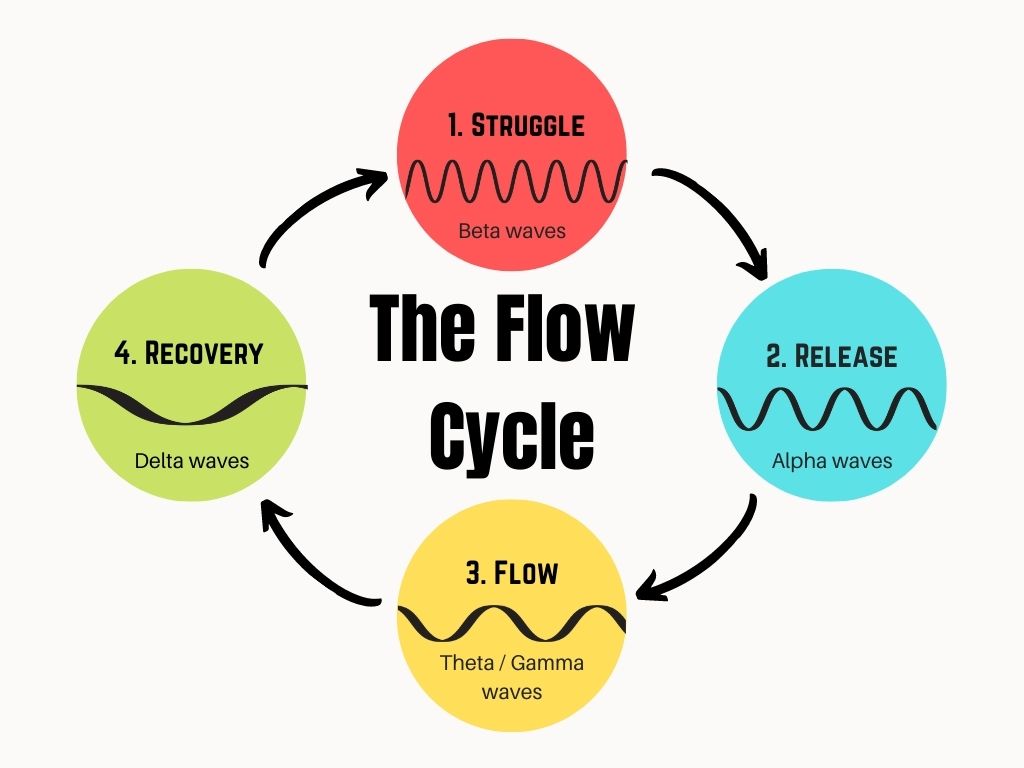 1. STRUGGLE
Beta waves
The Flow
Cycle
2. RELEASE
Alpha waves
3. FLOW
Theta / Gamma
waves
4. RECOVERY
Delta waves